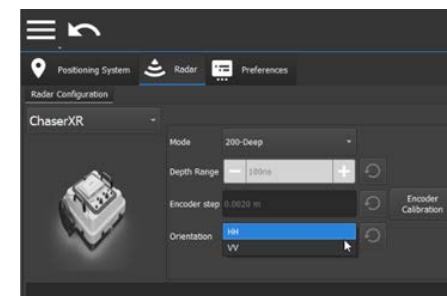 Positioning System Radar Preferences
Radar Configuration
ChaserXR
Mode 200-Deep
Depth Range 100ns
Encoder step 0.0020 m Encoder Calibration
Orientation HH
VV